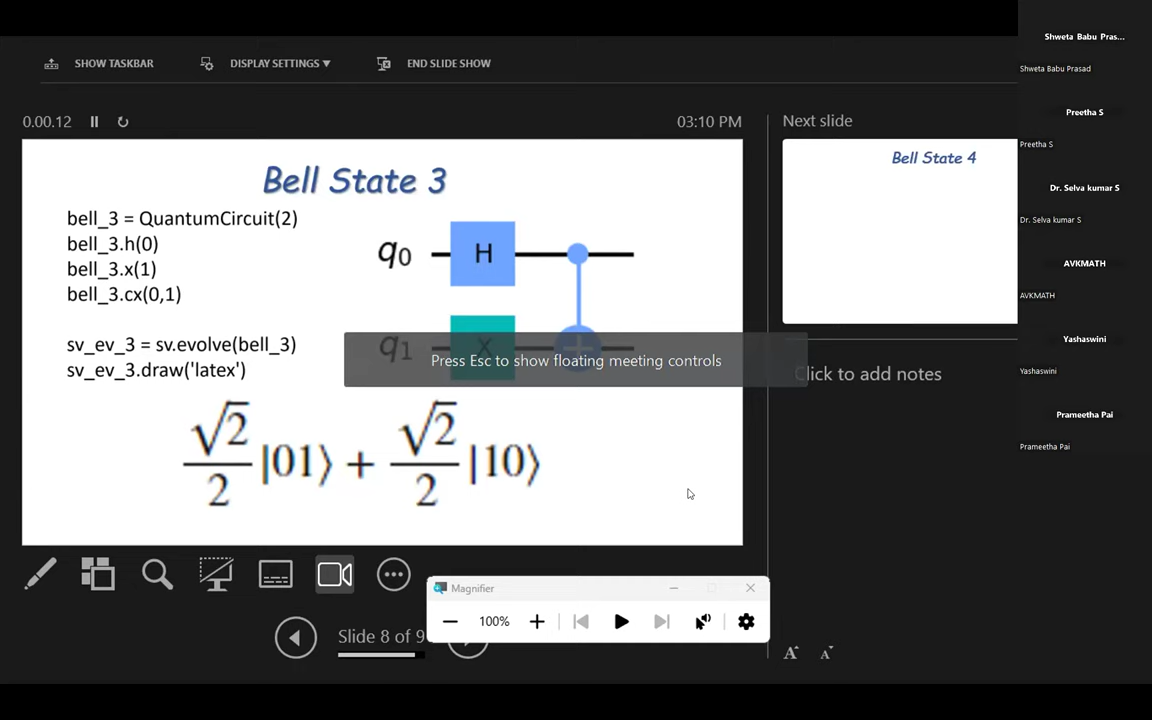 SHOW TASKBAR
DISPLAY SETTINGS ▼
END SLIDE SHOW
0.00.12
03:10 PM
Next slide
Bell State 3
bell_3 = QuantumCircuit(2)
bell_3.h(0)
bell_3.x(1)
bell_3.cx(0,1)
sv_ev_3 = sv.evolve(bell_3)
sv_ev_3.draw('latex')
q0
H
q1
X
Press Esc to show floating meeting controls
√2/2 |01⟩ + √2/2 |10⟩
Bell State 4
Click to add notes
Magnifier
100%
Slide 8 of 9
A
A
Shweta Babu Pras...
Shweta Babu Prasad
Preetha S
Preetha S
Dr. Selva kumar S
Dr. Selva kumar S
AVKMATH
AVKMATH
Yashaswini
Yashaswini
Prameetha Pai
Prameetha Pai